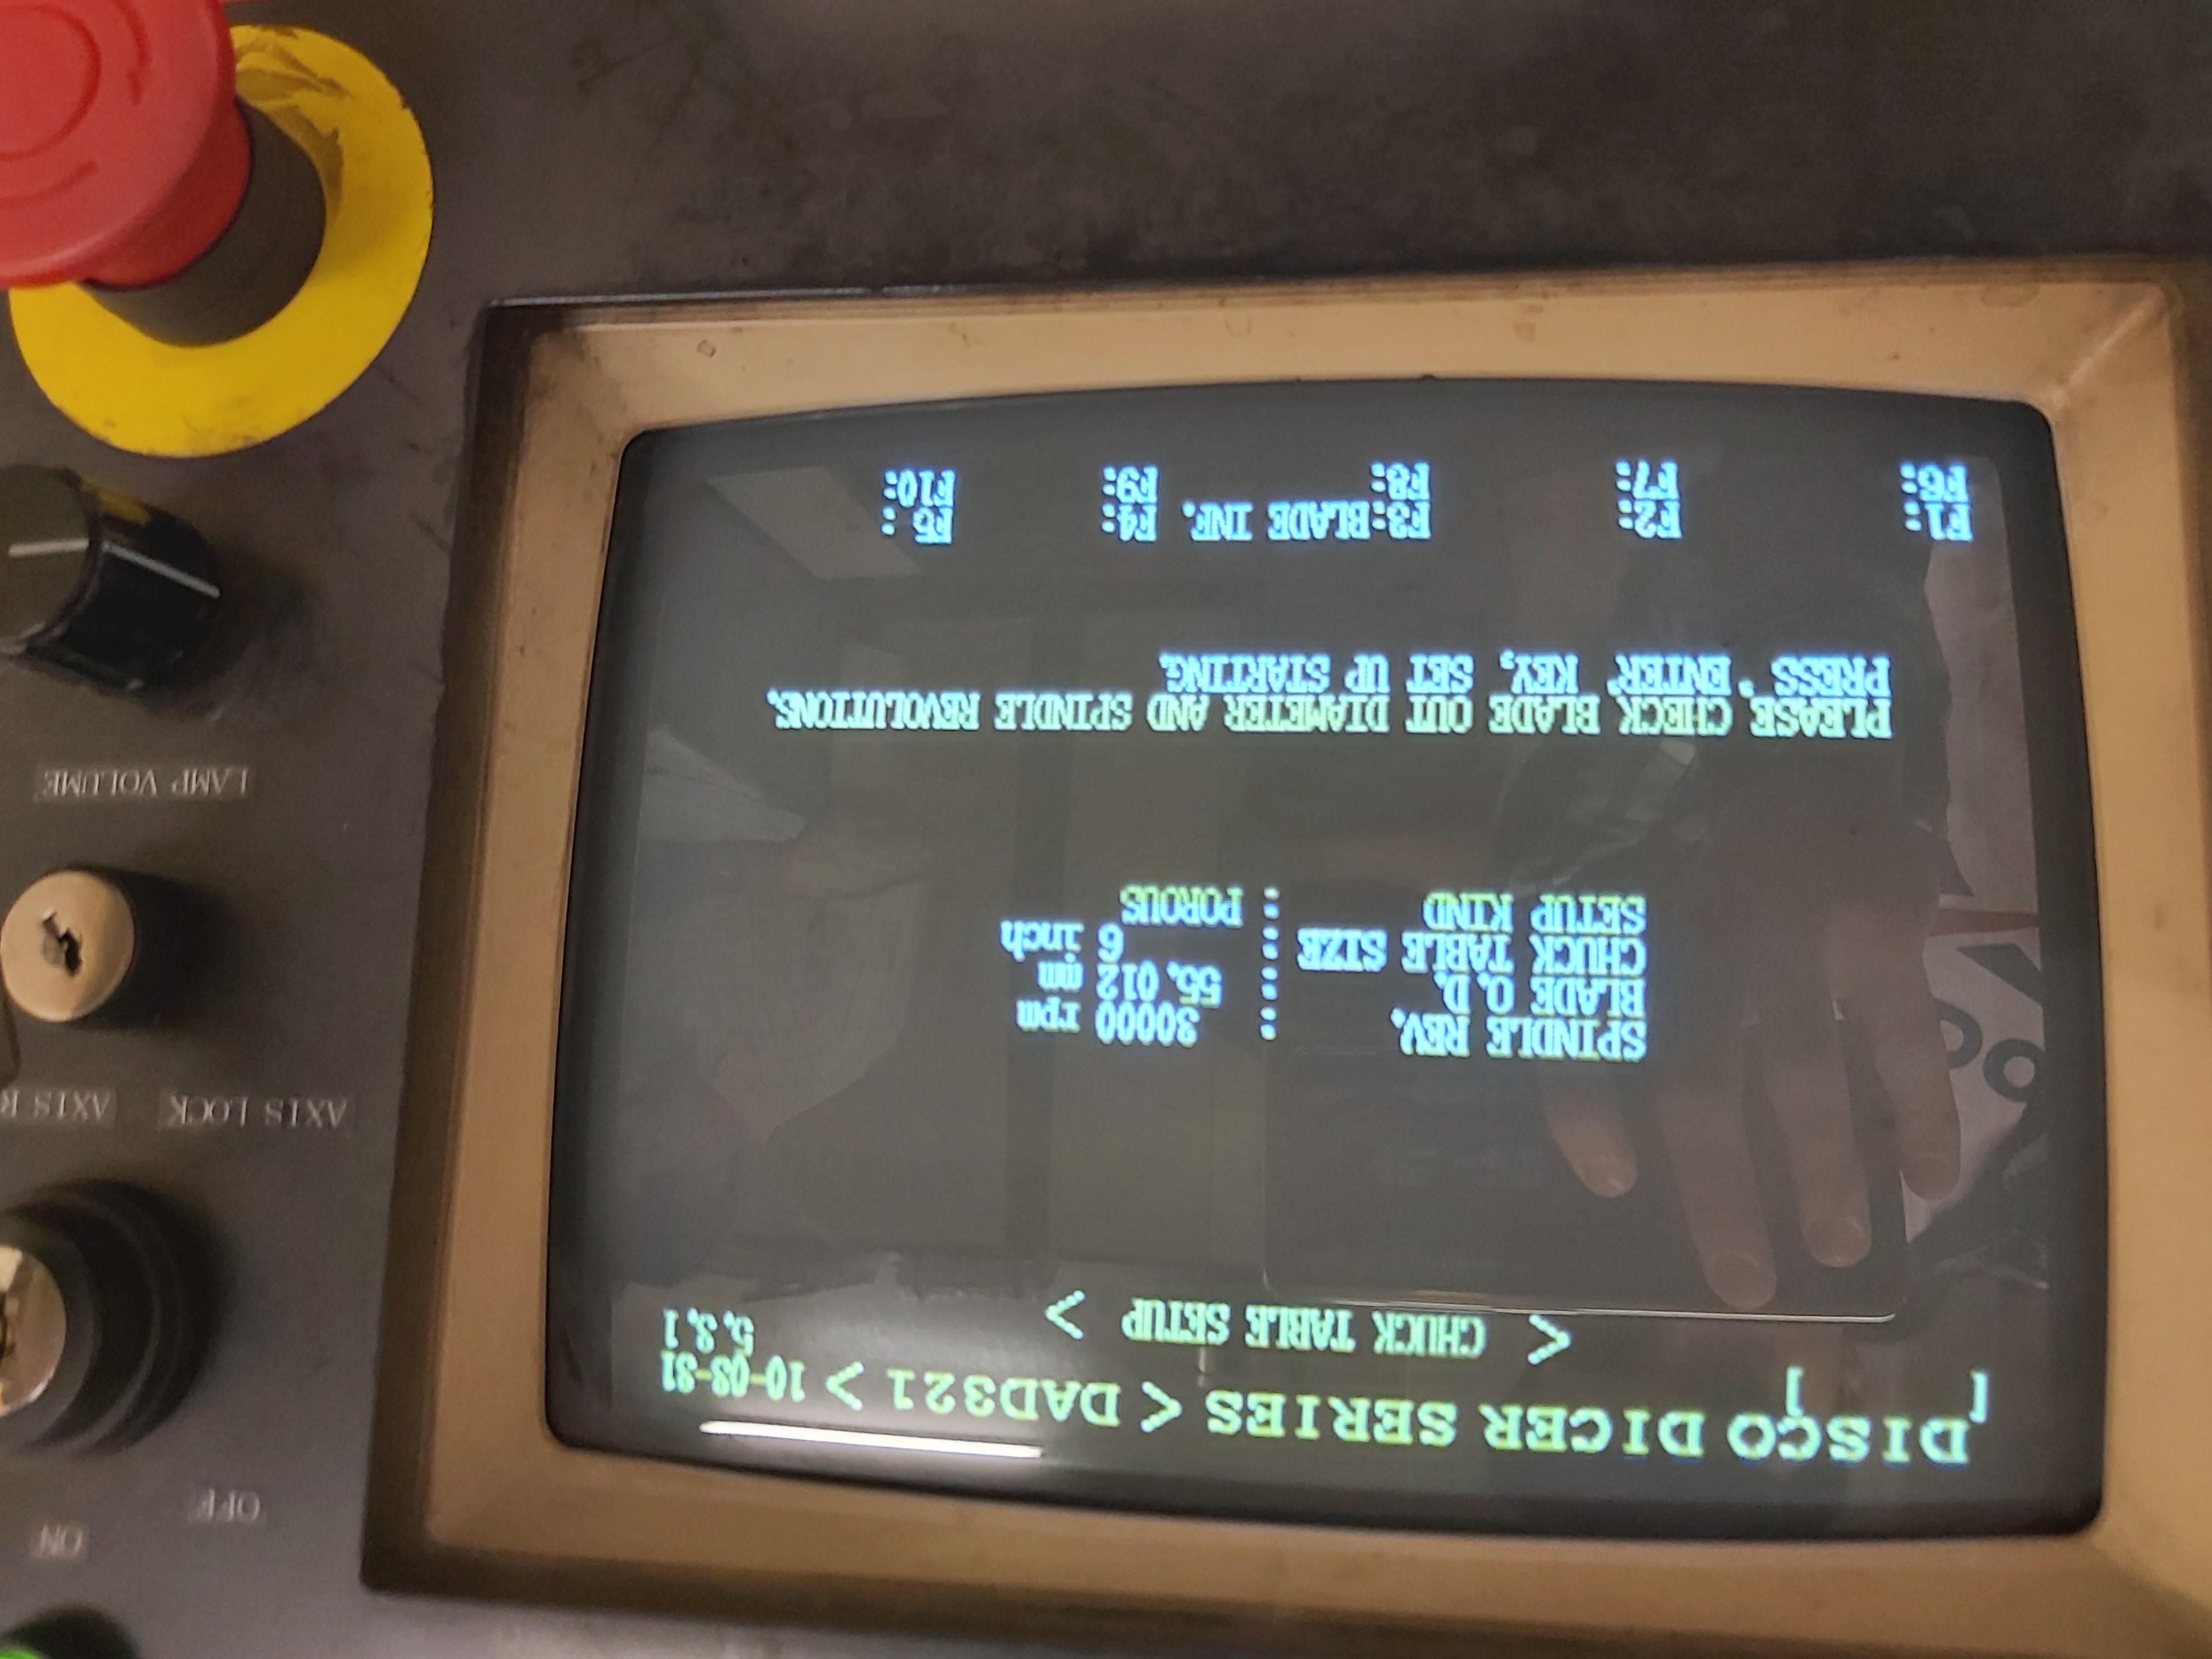 DISCO DICER SERIES < DAD321 > 10-03-31
[ ]
< CHUCK TABLE SETUP > 5.3.1
SPINDLE REV. : 30000 rpm
BLADE O.D. : 55.012 mm
CHUCK TABLE SIZE : 6 inch
SETUP KIND : POROUS
PLEASE CHECK BLADE OUT DIAMETER AND SPINDLE REVOLUTIONS.
PRESS 'ENTER' KEY, SET UP STARTING.
F1: F2: F3:BLADE INF. F4: F5 :
F6: F7: F8: F9: F10:
OFF ON
AXIS LOCK AXIS R
LAMP VOLUME